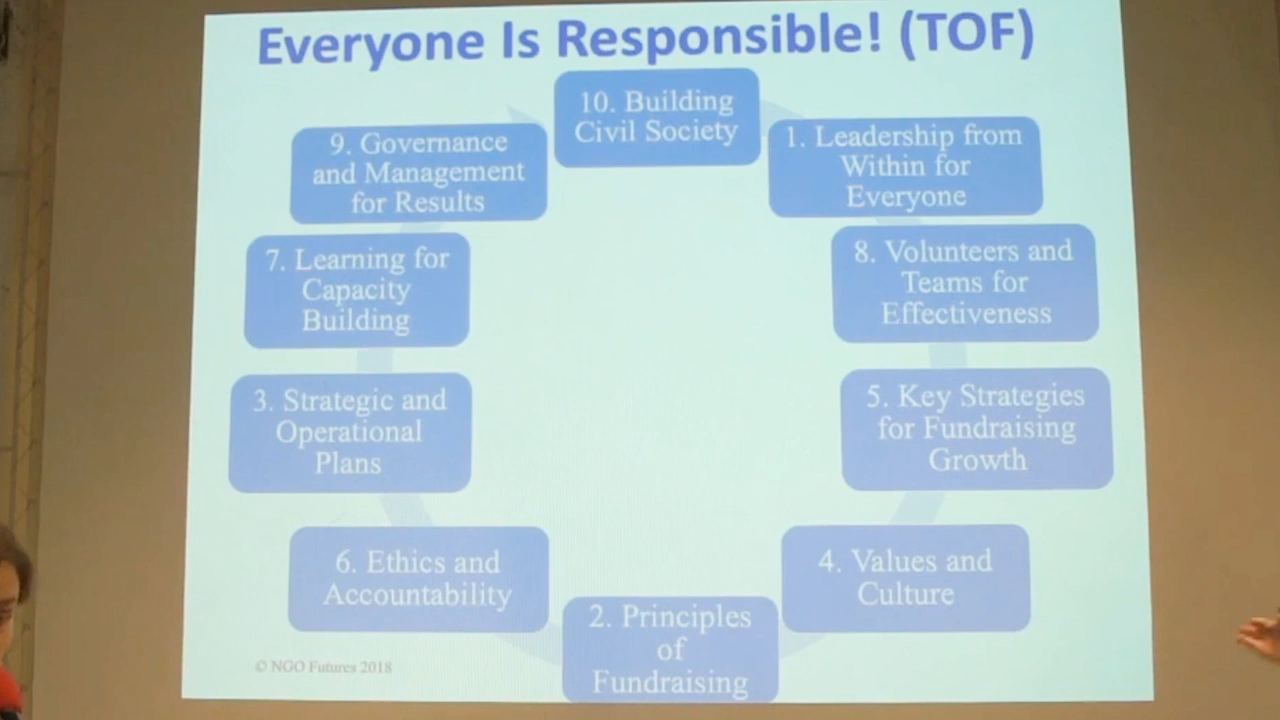 Everyone Is Responsible! (TOF)
10. Building
Civil Society
1. Leadership from
Within for
Everyone
8. Volunteers and
Teams for
Effectiveness
5. Key Strategies
for Fundraising
Growth
4. Values and
Culture
2. Principles
of
Fundraising
6. Ethics and
Accountability
3. Strategic and
Operational
Plans
7. Learning for
Capacity
Building
9. Governance
and Management
for Results
© NGO Futures 2018